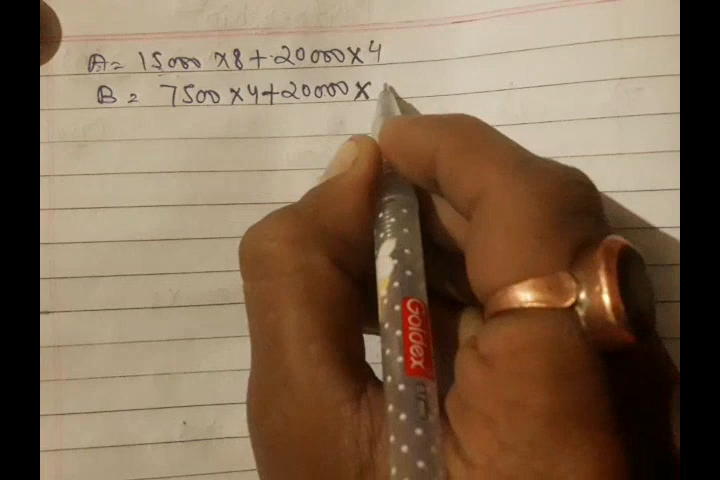 A = 15000 × 8 + 20000 × 4
B = 7500 × 4 + 20000 ×
Goldex